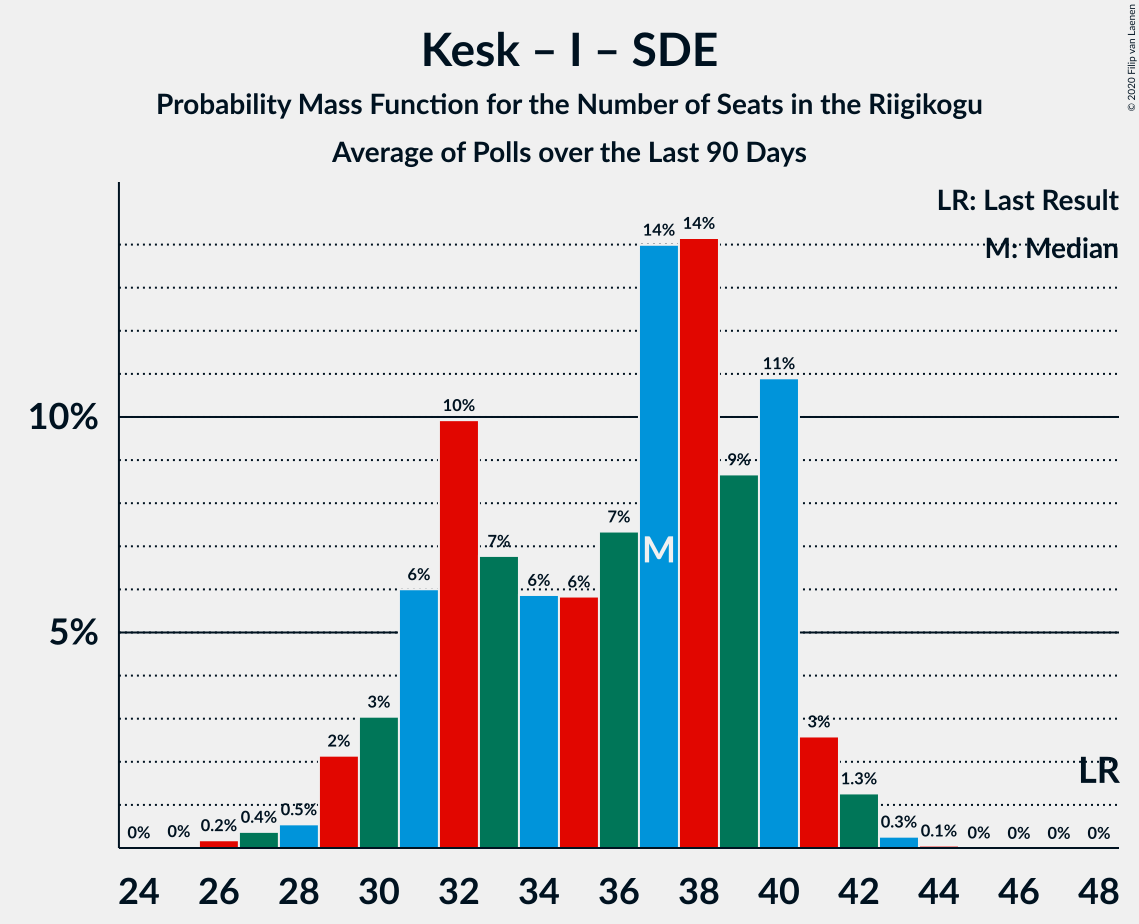 Kesk – I – SDE
Probability Mass Function for the Number of Seats in the Riigikogu
Average of Polls over the Last 90 Days
© 2020 Filip van Laenen
LR: Last Result
M: Median
10%
5%
0% 0% 0.2% 0.4% 0.5% 2% 3% 6% 10% 7% 6% 6% 7% 14% 14% 9% 11% 3% 1.3% 0.3% 0.1% 0% 0% 0% 0%
M
LR
24 26 28 30 32 34 36 38 40 42 44 46 48